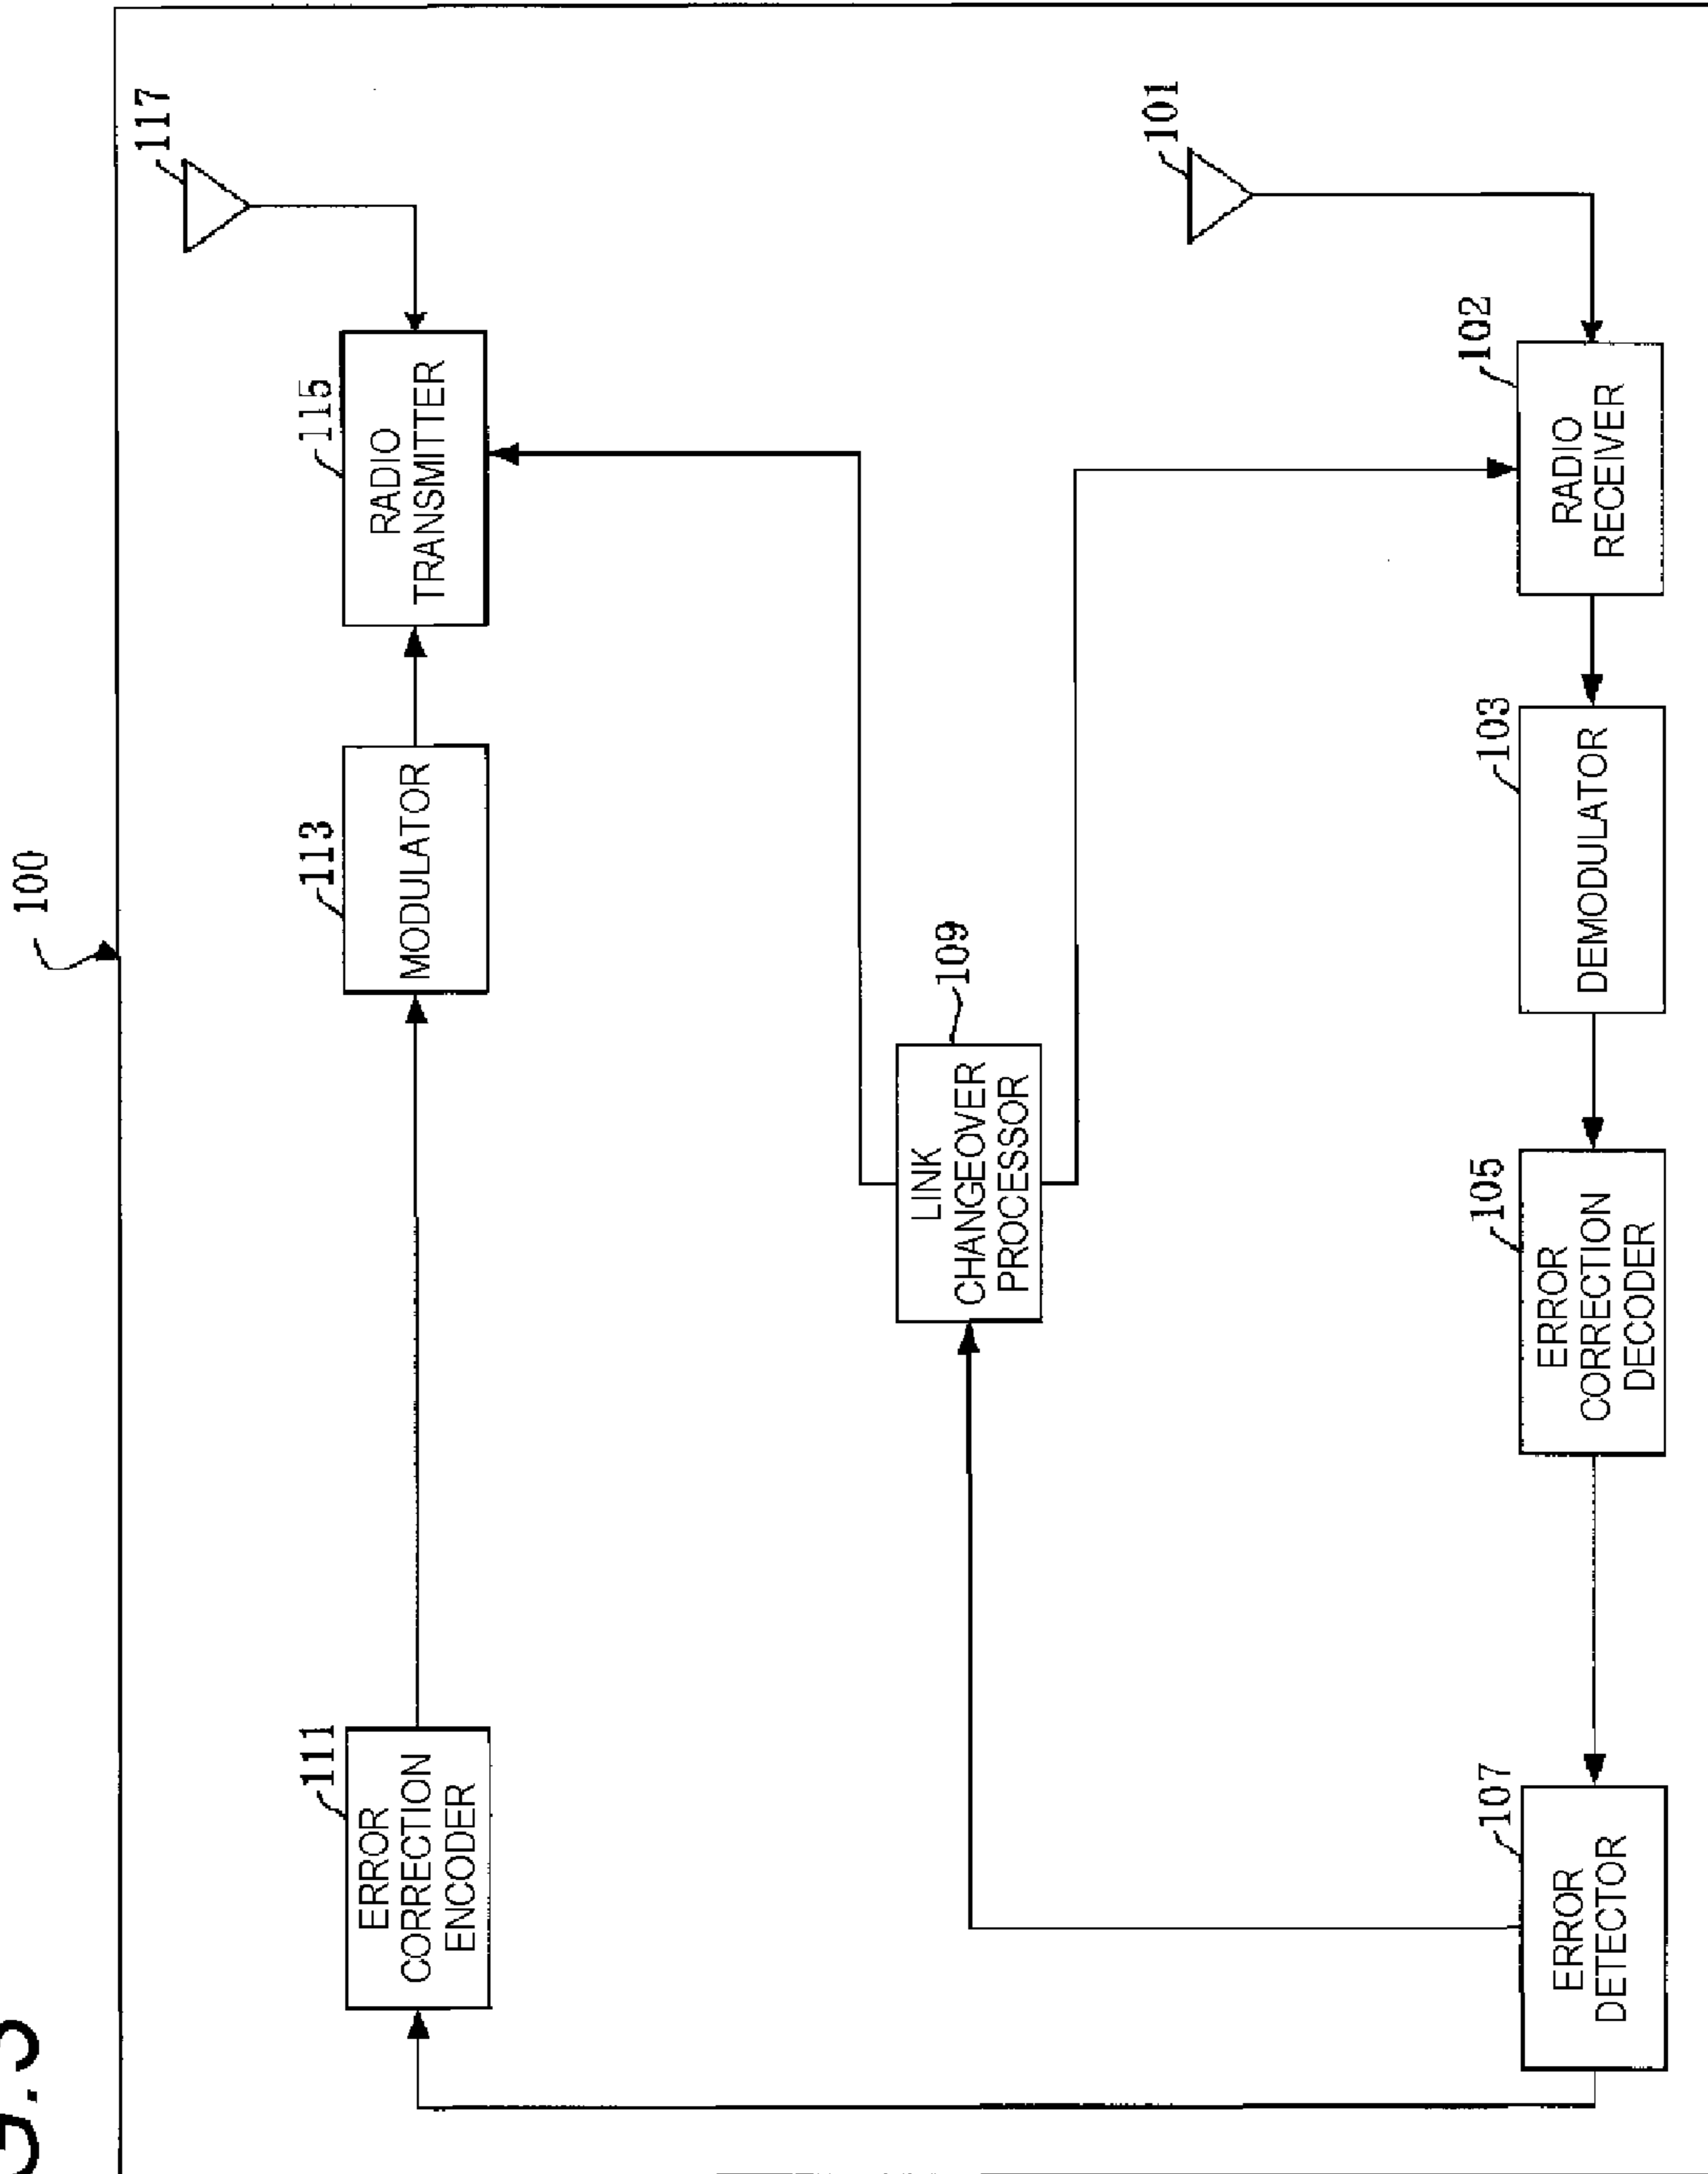 100
117
115
RADIO
TRANSMITTER
113
MODULATOR
111
ERROR
CORRECTION
ENCODER
109
LINK
CHANGEOVER
PROCESSOR
101
102
RADIO
RECEIVER
103
DEMODULATOR
105
ERROR
CORRECTION
DECODER
107
ERROR
DETECTOR